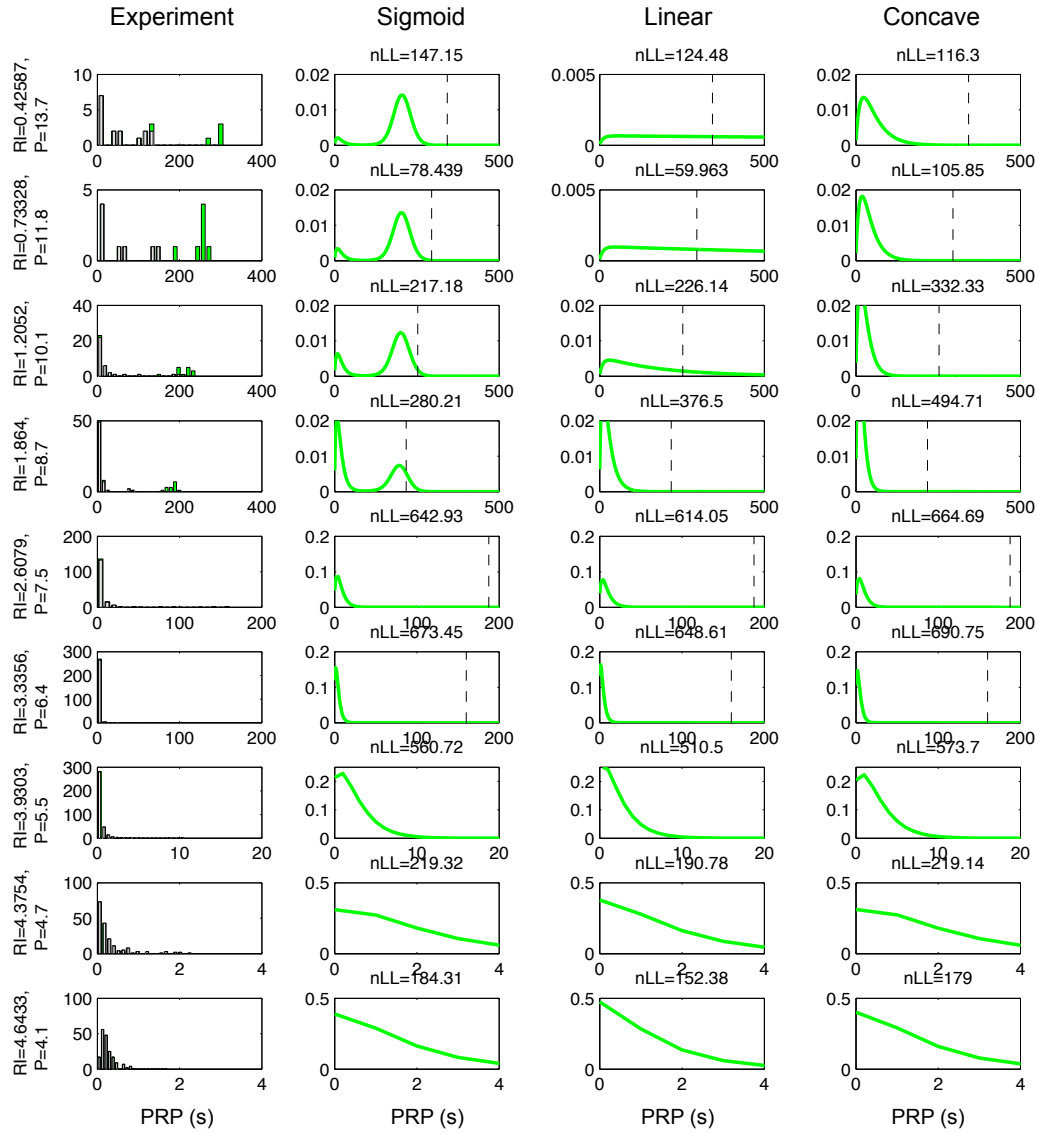 Experiment Sigmoid Linear Concave
nLL=147.15 nLL=124.48 nLL=116.3
RI=0.42587,
P=13.7
10 5 0
0 200 400
0.02 0.01 0
0 500
0.005 0
0 500
0.02 0.01 0
0 500
nLL=78.439 nLL=59.963 nLL=105.85
RI=0.73328,
P=11.8
5 0
0 200 400
0.02 0.01 0
0 500
0.005 0
0 500
0.02 0.01 0
0 500
nLL=217.18 nLL=226.14 nLL=332.33
RI=1.2052,
P=10.1
40 20 0
0 200 400
0.02 0.01 0
0 500
0.02 0.01 0
0 500
0.02 0.01 0
0 500
nLL=280.21 nLL=376.5 nLL=494.71
RI=1.864,
P=8.7
50 0
0 200 400
0.02 0.01 0
0 500
0.02 0.01 0
0 500
0.02 0.01 0
0 500
nLL=642.93 nLL=614.05 nLL=664.69
RI=2.6079,
P=7.5
200 100 0
0 100 200
0.2 0.1 0
0 100 200
0.2 0.1 0
0 100 200
0.2 0.1 0
0 100 200
nLL=673.45 nLL=648.61 nLL=690.75
RI=3.3356,
P=6.4
300 200 100 0
0 100 200
0.2 0.1 0
0 100 200
0.2 0.1 0
0 100 200
0.2 0.1 0
0 100 200
nLL=560.72 nLL=510.5 nLL=573.7
RI=3.9303,
P=5.5
300 200 100 0
0 10 20
0.2 0.1 0
0 10 20
0.2 0.1 0
0 10 20
0.2 0.1 0
0 10 20
nLL=219.32 nLL=190.78 nLL=219.14
RI=4.3754,
P=4.7
100 50 0
0 2 4
0.5 0
0 2 4
0.5 0
0 2 4
0.5 0
0 2 4
nLL=184.31 nLL=152.38 nLL=179
RI=4.6433,
P=4.1
100 50 0
0 2 4
0.5 0
0 2 4
0.5 0
0 2 4
0.5 0
0 2 4
PRP (s) PRP (s) PRP (s) PRP (s)